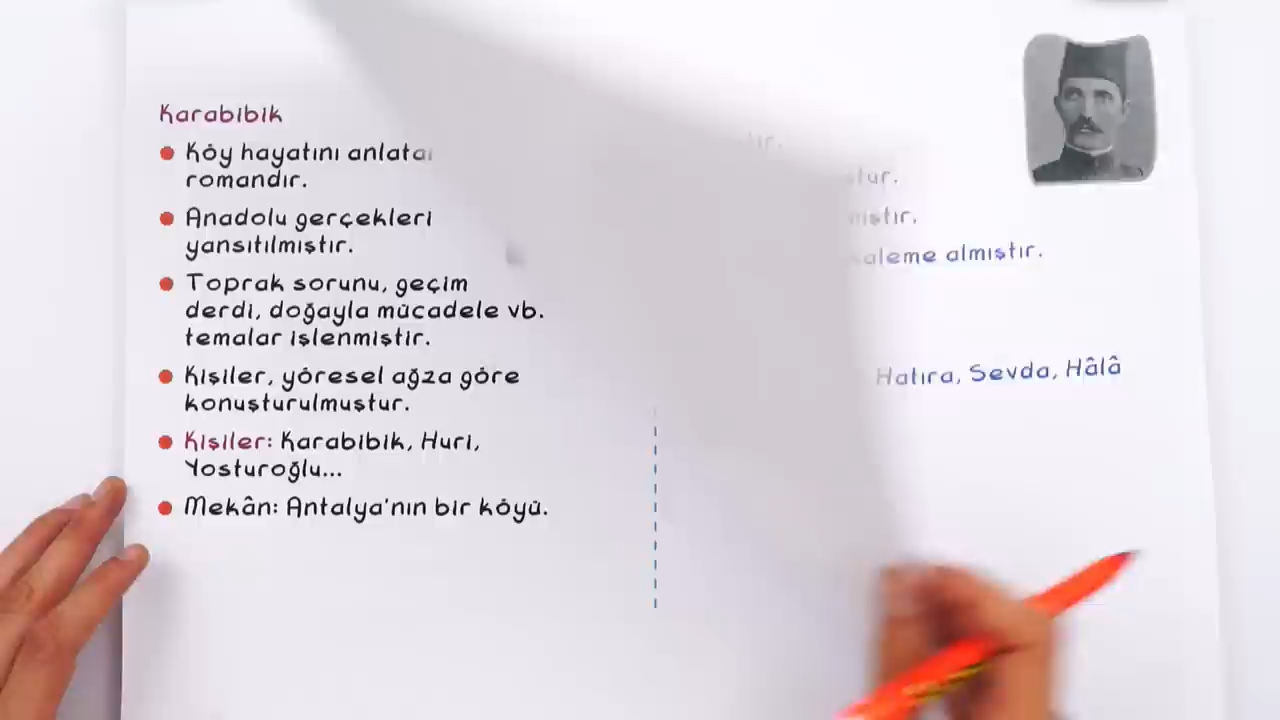 Karabibik
Köy hayatını anlatan
romandır.
Anadolu gerçekleri
yansıtılmıştır.
Toprak sorunu, geçim
derdi, doğayla mücadele vb.
temalar işlenmiştir.
Kişiler, yöresel ağza göre
konuşturulmuştur.
Kişiler: Karabibik, Huri,
Yosturoğlu...
Mekân: Antalya'nın bir köyü.
almıştır.
Hatıra, Sevda, Hâlâ